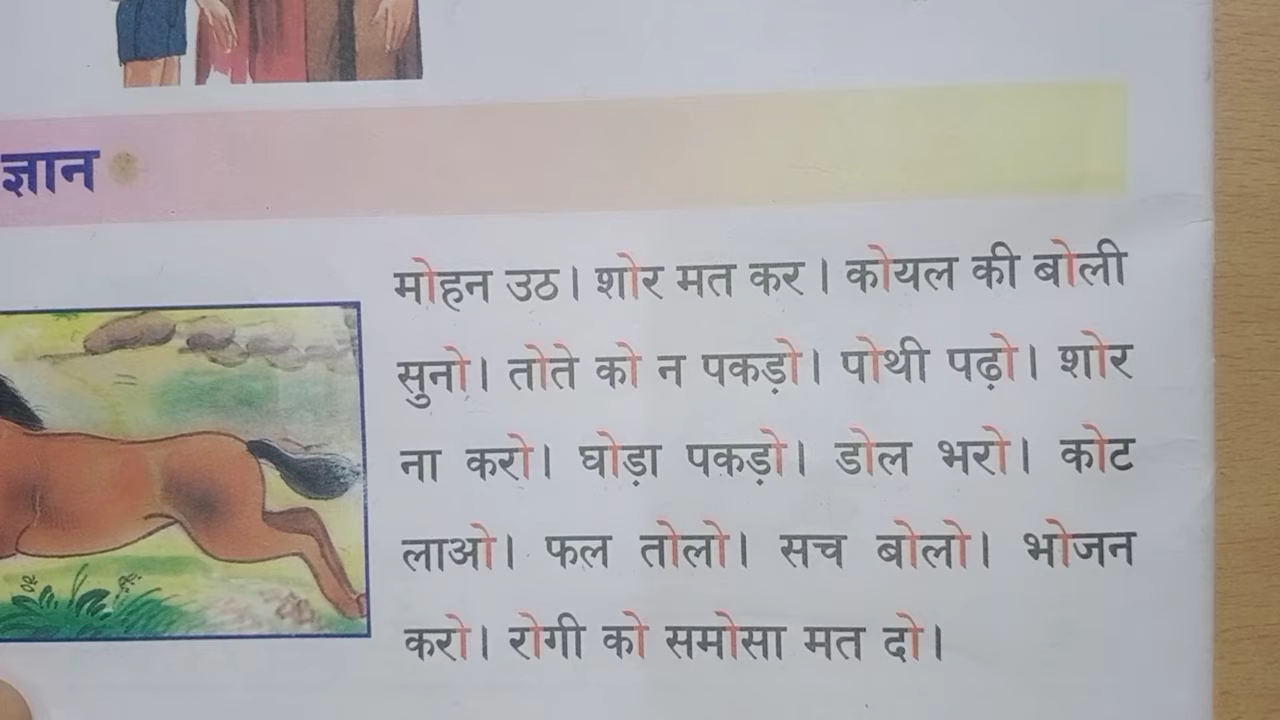 ज्ञान
मोहन उठ। शोर मत कर। कोयल की बोली
सुनो। तोते को न पकड़ो। पोथी पढ़ो। शोर
ना करो। घोड़ा पकड़ो। डोल भरो। कोट
लाओ। फल तोलो। सच बोलो। भोजन
करो। रोगी को समोसा मत दो।